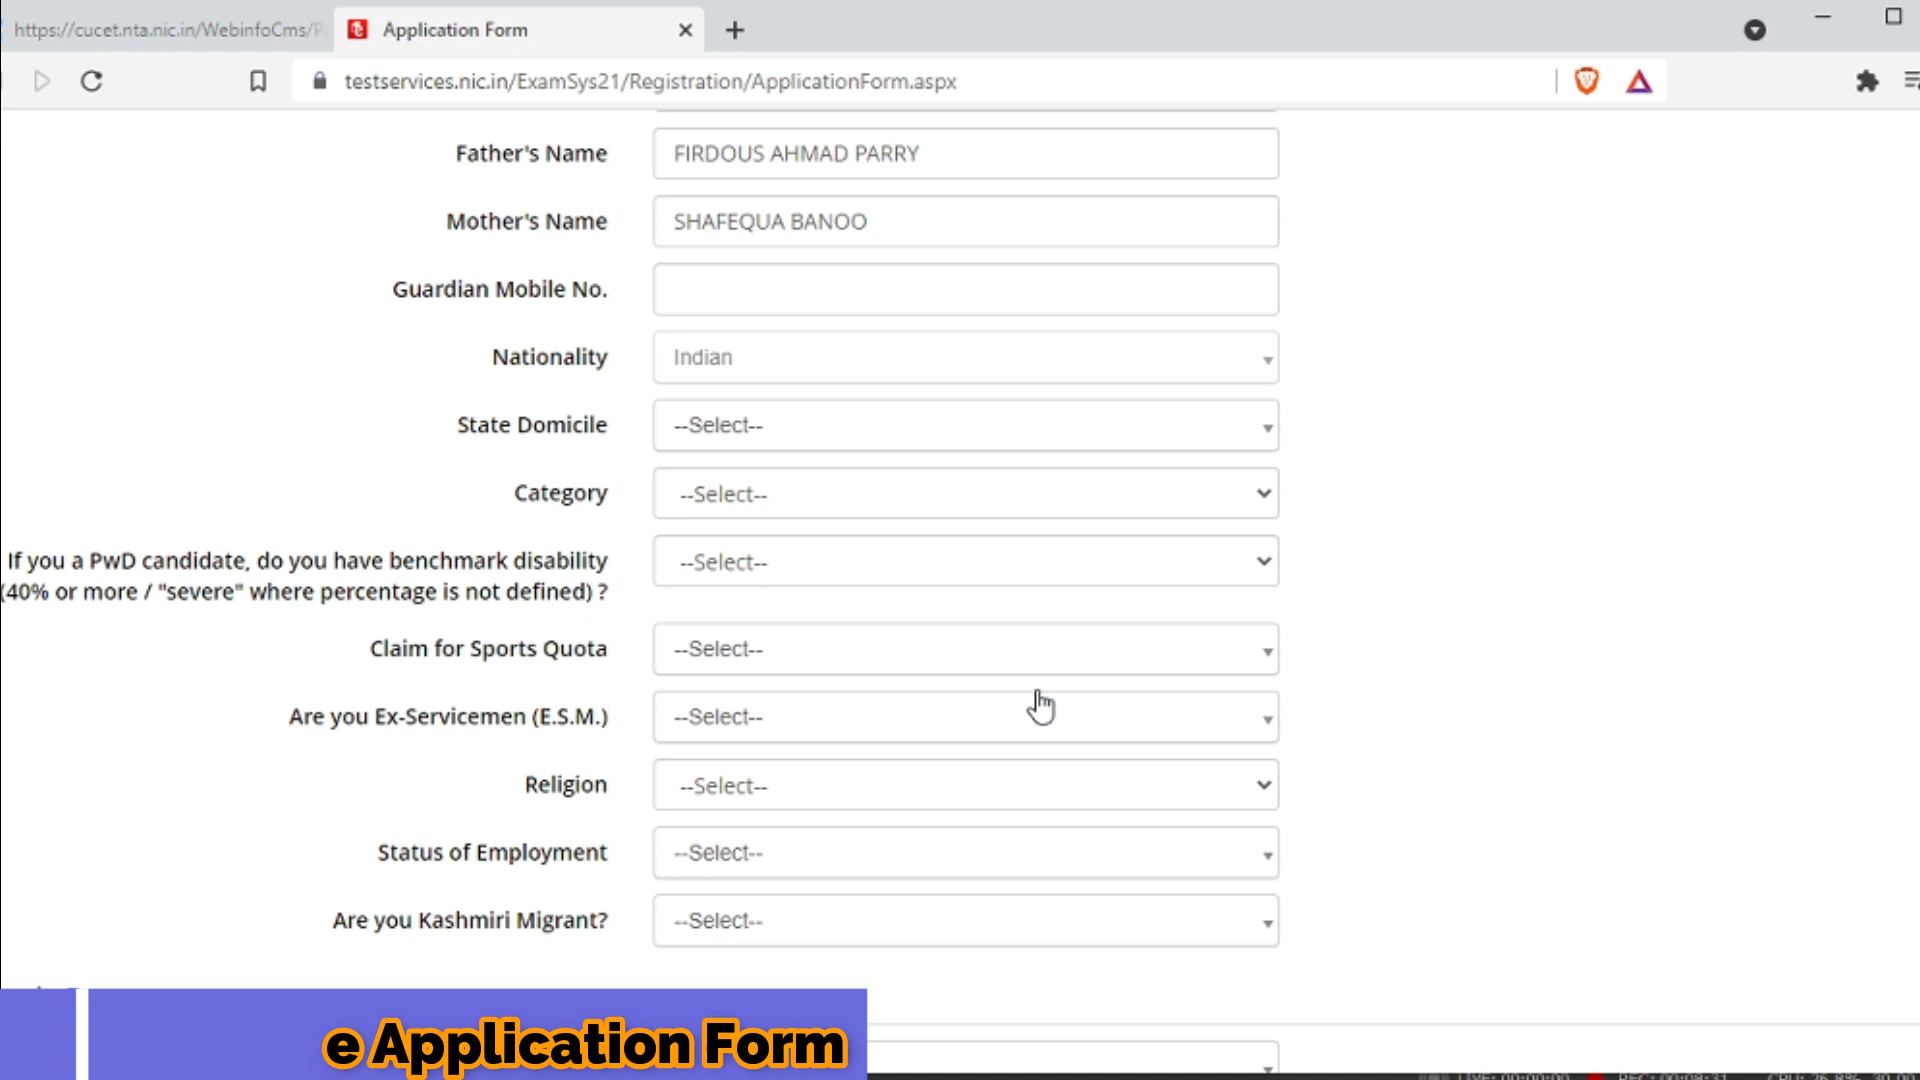 https://cucet.nta.nic.in/WebinfoCms/P
Application Form
testservices.nic.in/ExamSys21/Registration/ApplicationForm.aspx
Father's Name
FIRDOUS AHMAD PARRY
Mother's Name
SHAFEQUA BANOO
Guardian Mobile No.
Nationality
Indian
State Domicile
--Select--
Category
--Select--
If you a PwD candidate, do you have benchmark disability
(40% or more / "severe" where percentage is not defined) ?
--Select--
Claim for Sports Quota
--Select--
Are you Ex-Servicemen (E.S.M.)
--Select--
Religion
--Select--
Status of Employment
--Select--
Are you Kashmiri Migrant?
--Select--
e Application Form